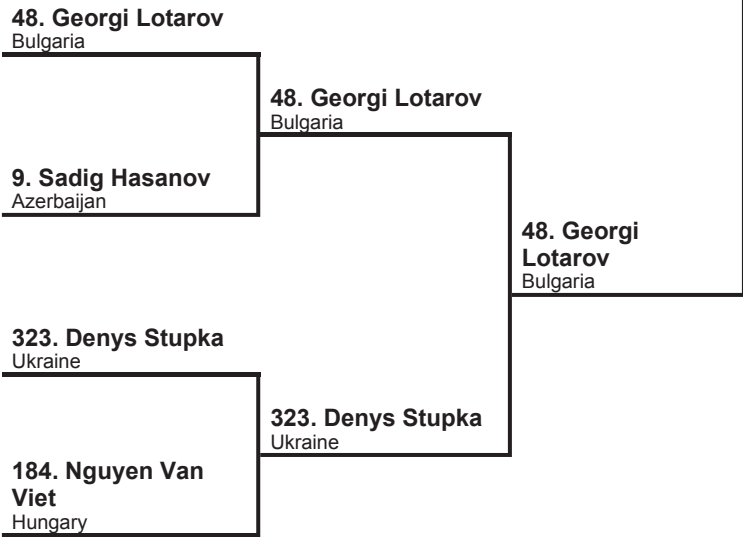 48. Georgi Lotarov
Bulgaria
48. Georgi Lotarov
Bulgaria
9. Sadig Hasanov
Azerbaijan
48. Georgi
Lotarov
Bulgaria
323. Denys Stupka
Ukraine
323. Denys Stupka
Ukraine
184. Nguyen Van
Viet
Hungary